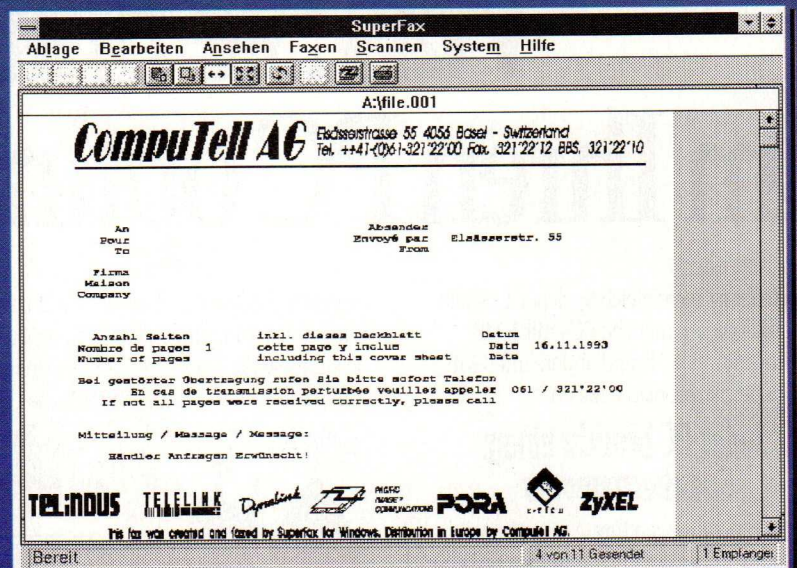 SuperFax
Ablage Bearbeiten Ansehen Faxen Scannen System Hilfe
A:\file.001
CompuTell AG Elsässerstrasse 55 4056 Basel - Switzerland
Tel. ++41-(0)61-321'22'00 Fax. 321'22'12 BBS. 321'22'10
An Absender
Pour Envoyé par Elsässerstr. 55
To From
Firma
Maison
Company
Anzahl Seiten inkl. dieses Deckblatt Datum
Nombre de pages 1 cette page y inclus Date 16.11.1993
Number of pages including this cover sheet Date
Bei gestörter Übertragung rufen Sie bitte sofort Telefon
En cas de transmission perturbée veuillez appeler 061 / 321'22'00
If not all pages were received correctly, please call
Mitteilung / Message / Message:
Händler Anfragen Erwünscht!
TELINDUS TELELINK Dynalink PACIFIC IMAGE COMMUNICATIONS PORA ZyXEL
This fax was created and faxed by Superfax for Windows. Distribution in Europe by Computell AG.
Bereit 4 von 11 Gesendet 1 Empfangen